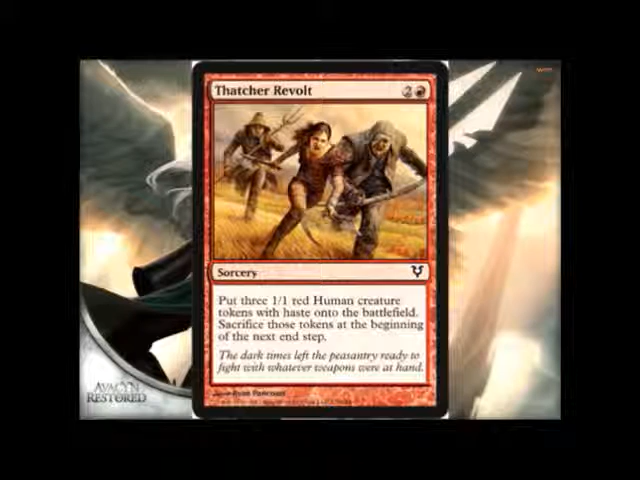 Thatcher Revolt
2
Sorcery
Put three 1/1 red Human creature
tokens with haste onto the battlefield.
Sacrifice those tokens at the beginning
of the next end step.
The dark times left the peasantry ready to
fight with whatever weapons were at hand.
AVACYN
RESTORED